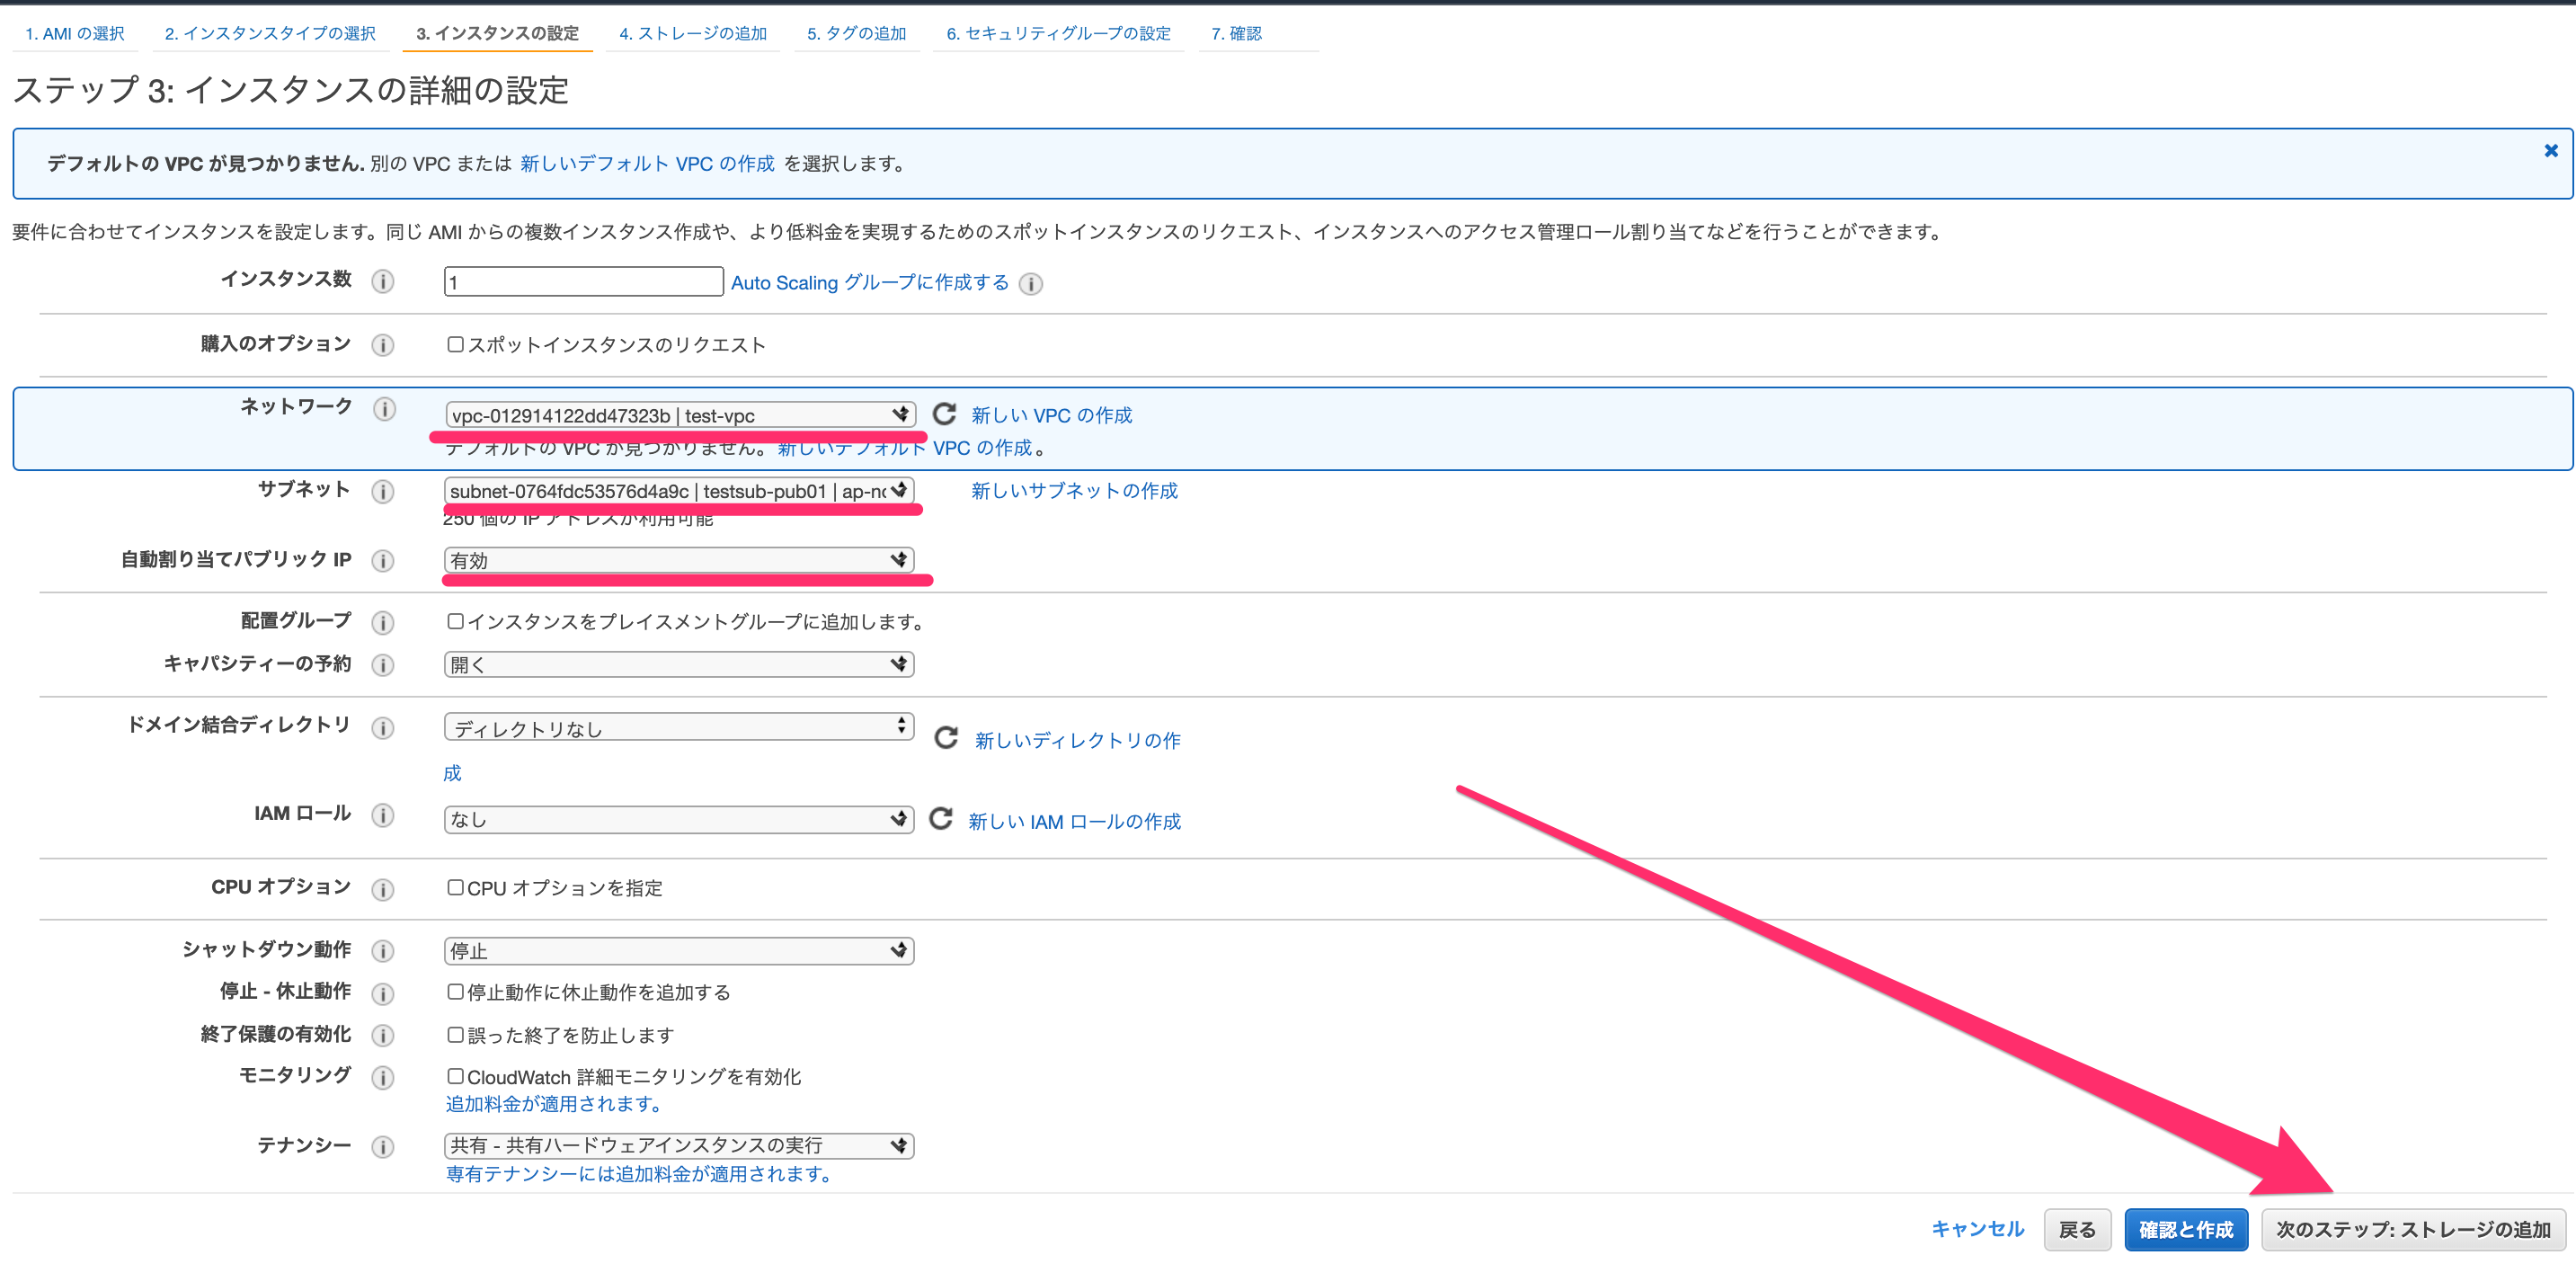 1. AMI の選択 2. インスタンスタイプの選択 3. インスタンスの設定 4. ストレージの追加 5. タグの追加 6. セキュリティグループの設定 7. 確認
ステップ 3: インスタンスの詳細の設定
デフォルトの VPC が見つかりません. 別の VPC または 新しいデフォルト VPC の作成 を選択します。
要件に合わせてインスタンスを設定します。同じ AMI からの複数インスタンス作成や、より低料金を実現するためのスポットインスタンスのリクエスト、インスタンスへのアクセス管理ロール割り当てなどを行うことができます。
インスタンス数 1 Auto Scaling グループに作成する
購入のオプション スポットインスタンスのリクエスト
ネットワーク vpc-012914122dd47323b | test-vpc 新しい VPC の作成
デフォルトの VPC が見つかりません。 新しいデフォルト VPC の作成。
サブネット subnet-0764fdc53576d4a9c | testsub-pub01 | ap-no 新しいサブネットの作成
250 個の IP アドレスが利用可能
自動割り当てパブリック IP 有効
配置グループ インスタンスをプレイスメントグループに追加します。
キャパシティーの予約 開く
ドメイン結合ディレクトリ ディレクトリなし 新しいディレクトリの作
成
IAM ロール なし 新しい IAM ロールの作成
CPU オプション CPU オプションを指定
シャットダウン動作 停止
停止 - 休止動作 停止動作に休止動作を追加する
終了保護の有効化 誤った終了を防止します
モニタリング CloudWatch 詳細モニタリングを有効化
追加料金が適用されます。
テナンシー 共有 - 共有ハードウェアインスタンスの実行
専有テナンシーには追加料金が適用されます。
キャンセル 戻る 確認と作成 次のステップ: ストレージの追加